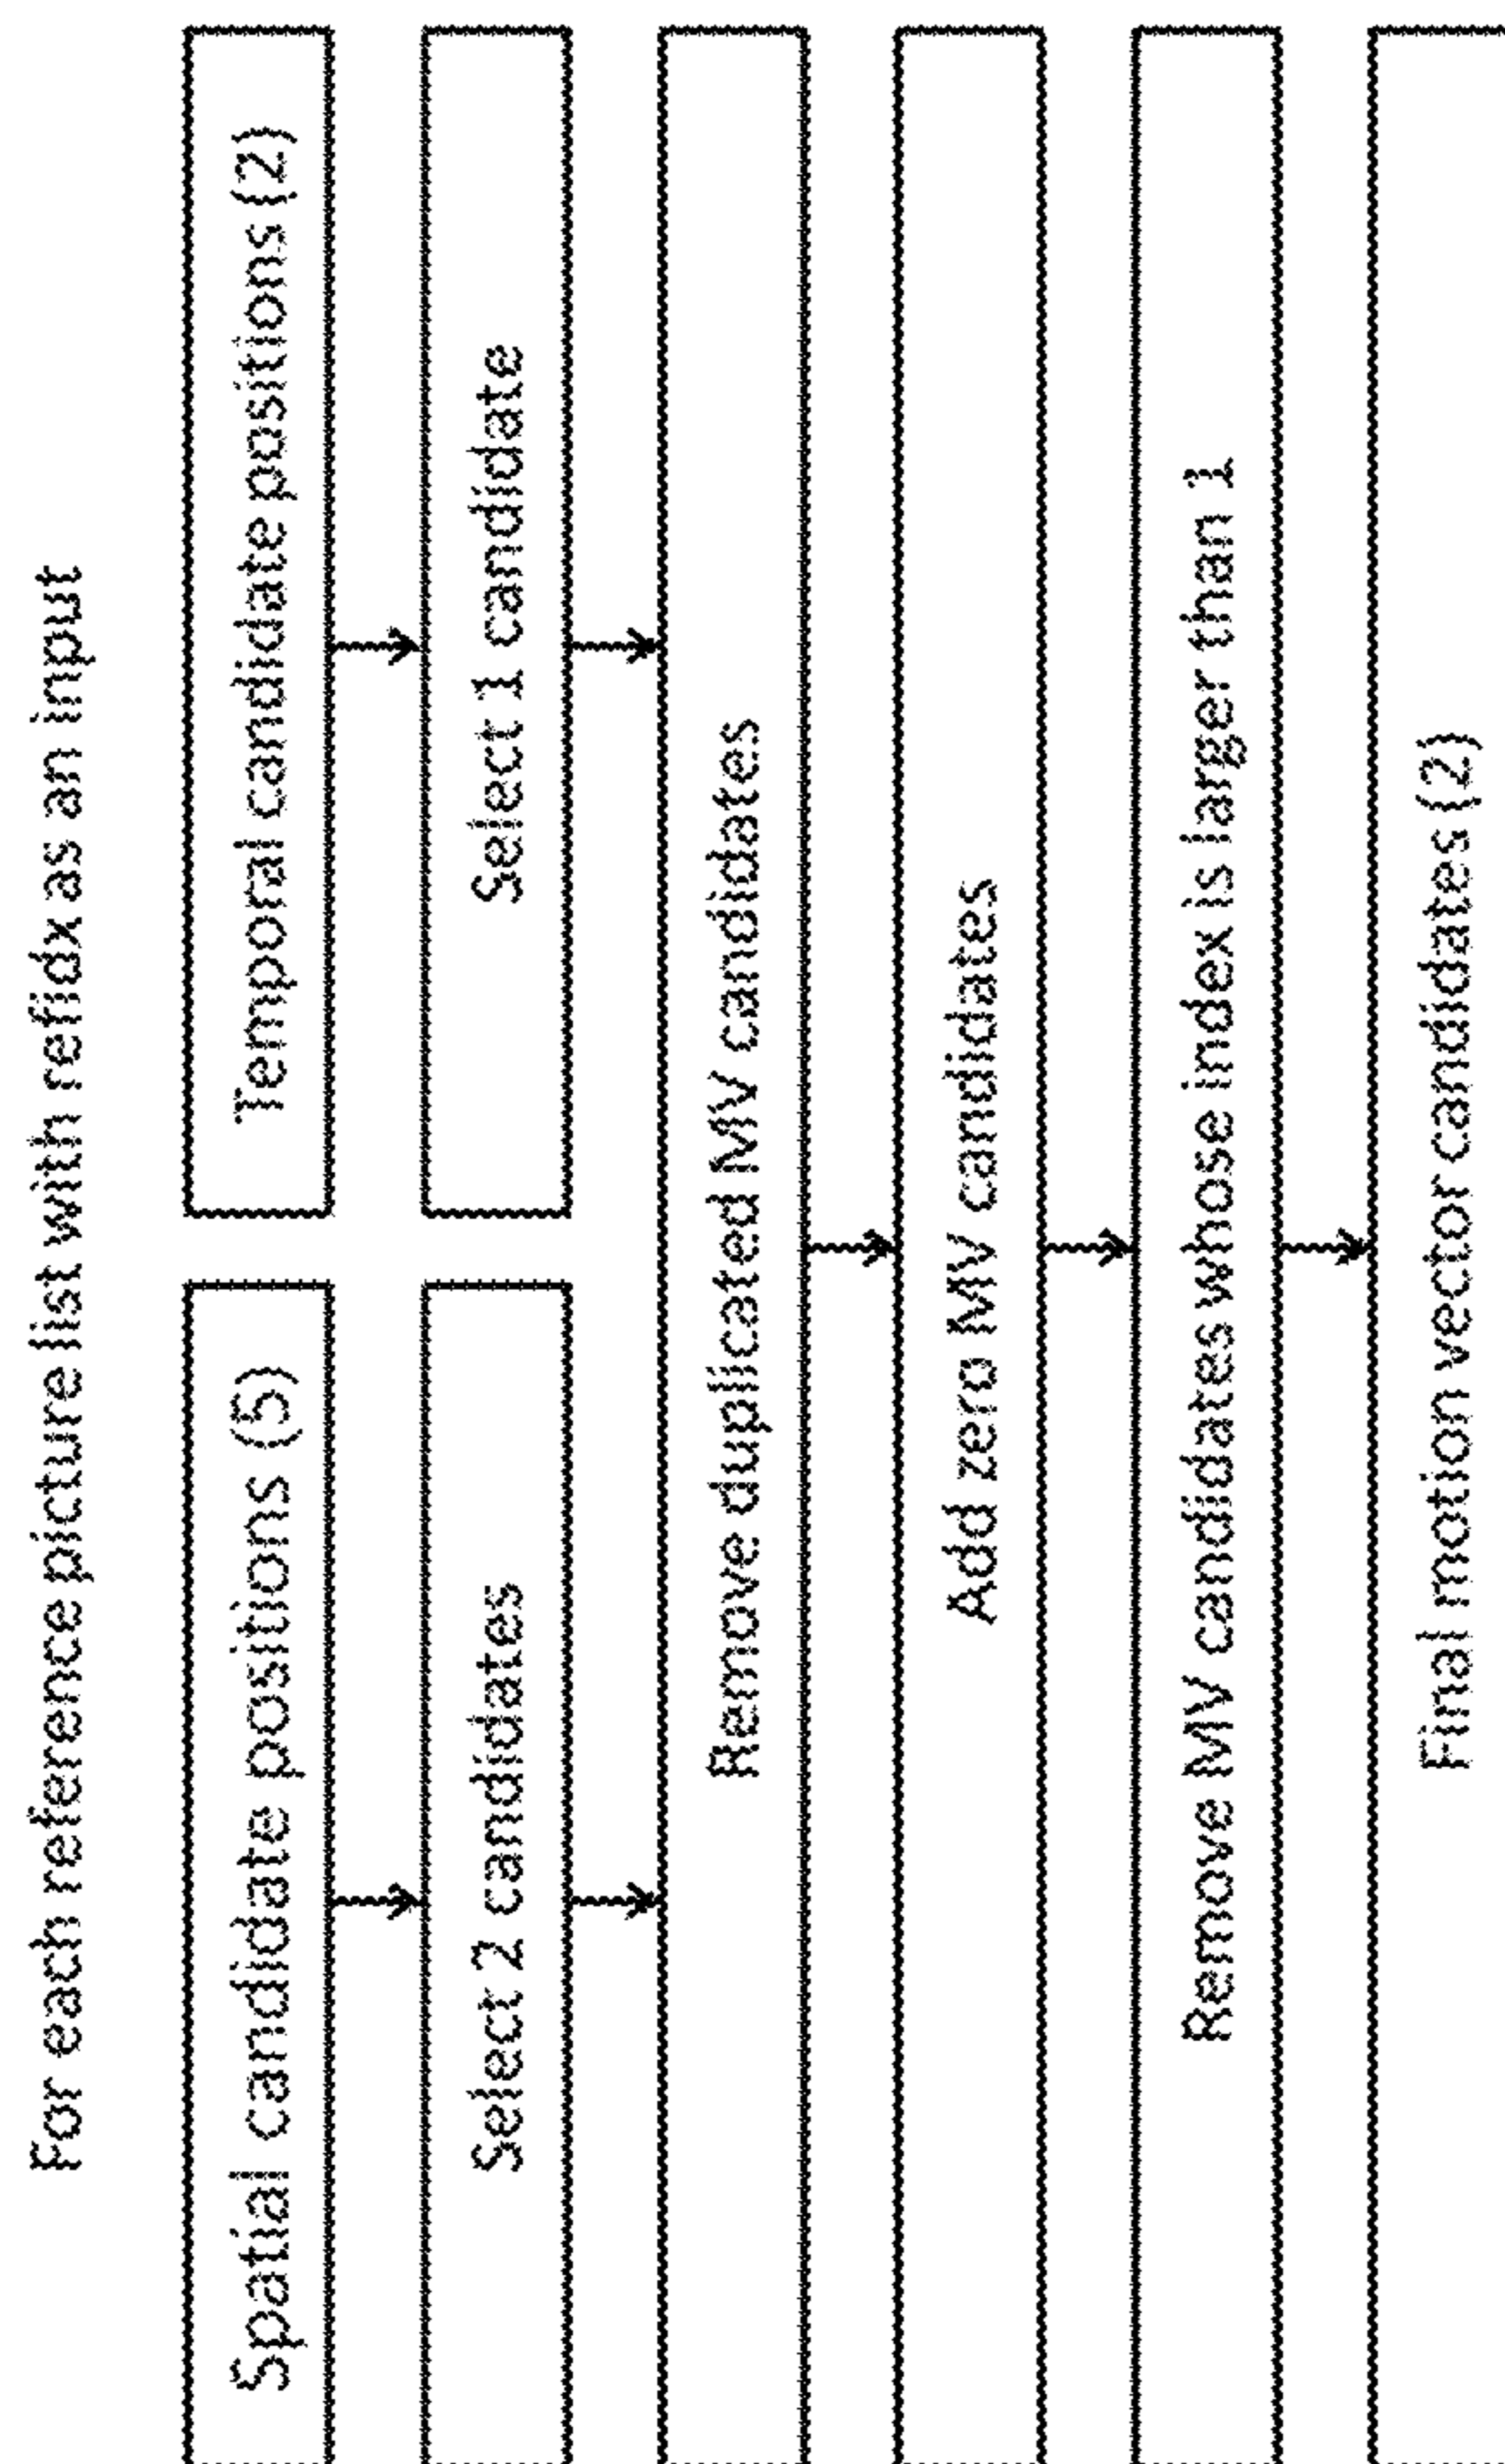 For each reference picture list with refidx as an input
Spatial candidate positions (5)
Temporal candidate positions (2)
Select 2 candidates
Select 1 candidate
Remove duplicated MV candidates
Add zero MV candidates
Remove MV candidates whose index is larger than 1
Final motion vector candidates (2)